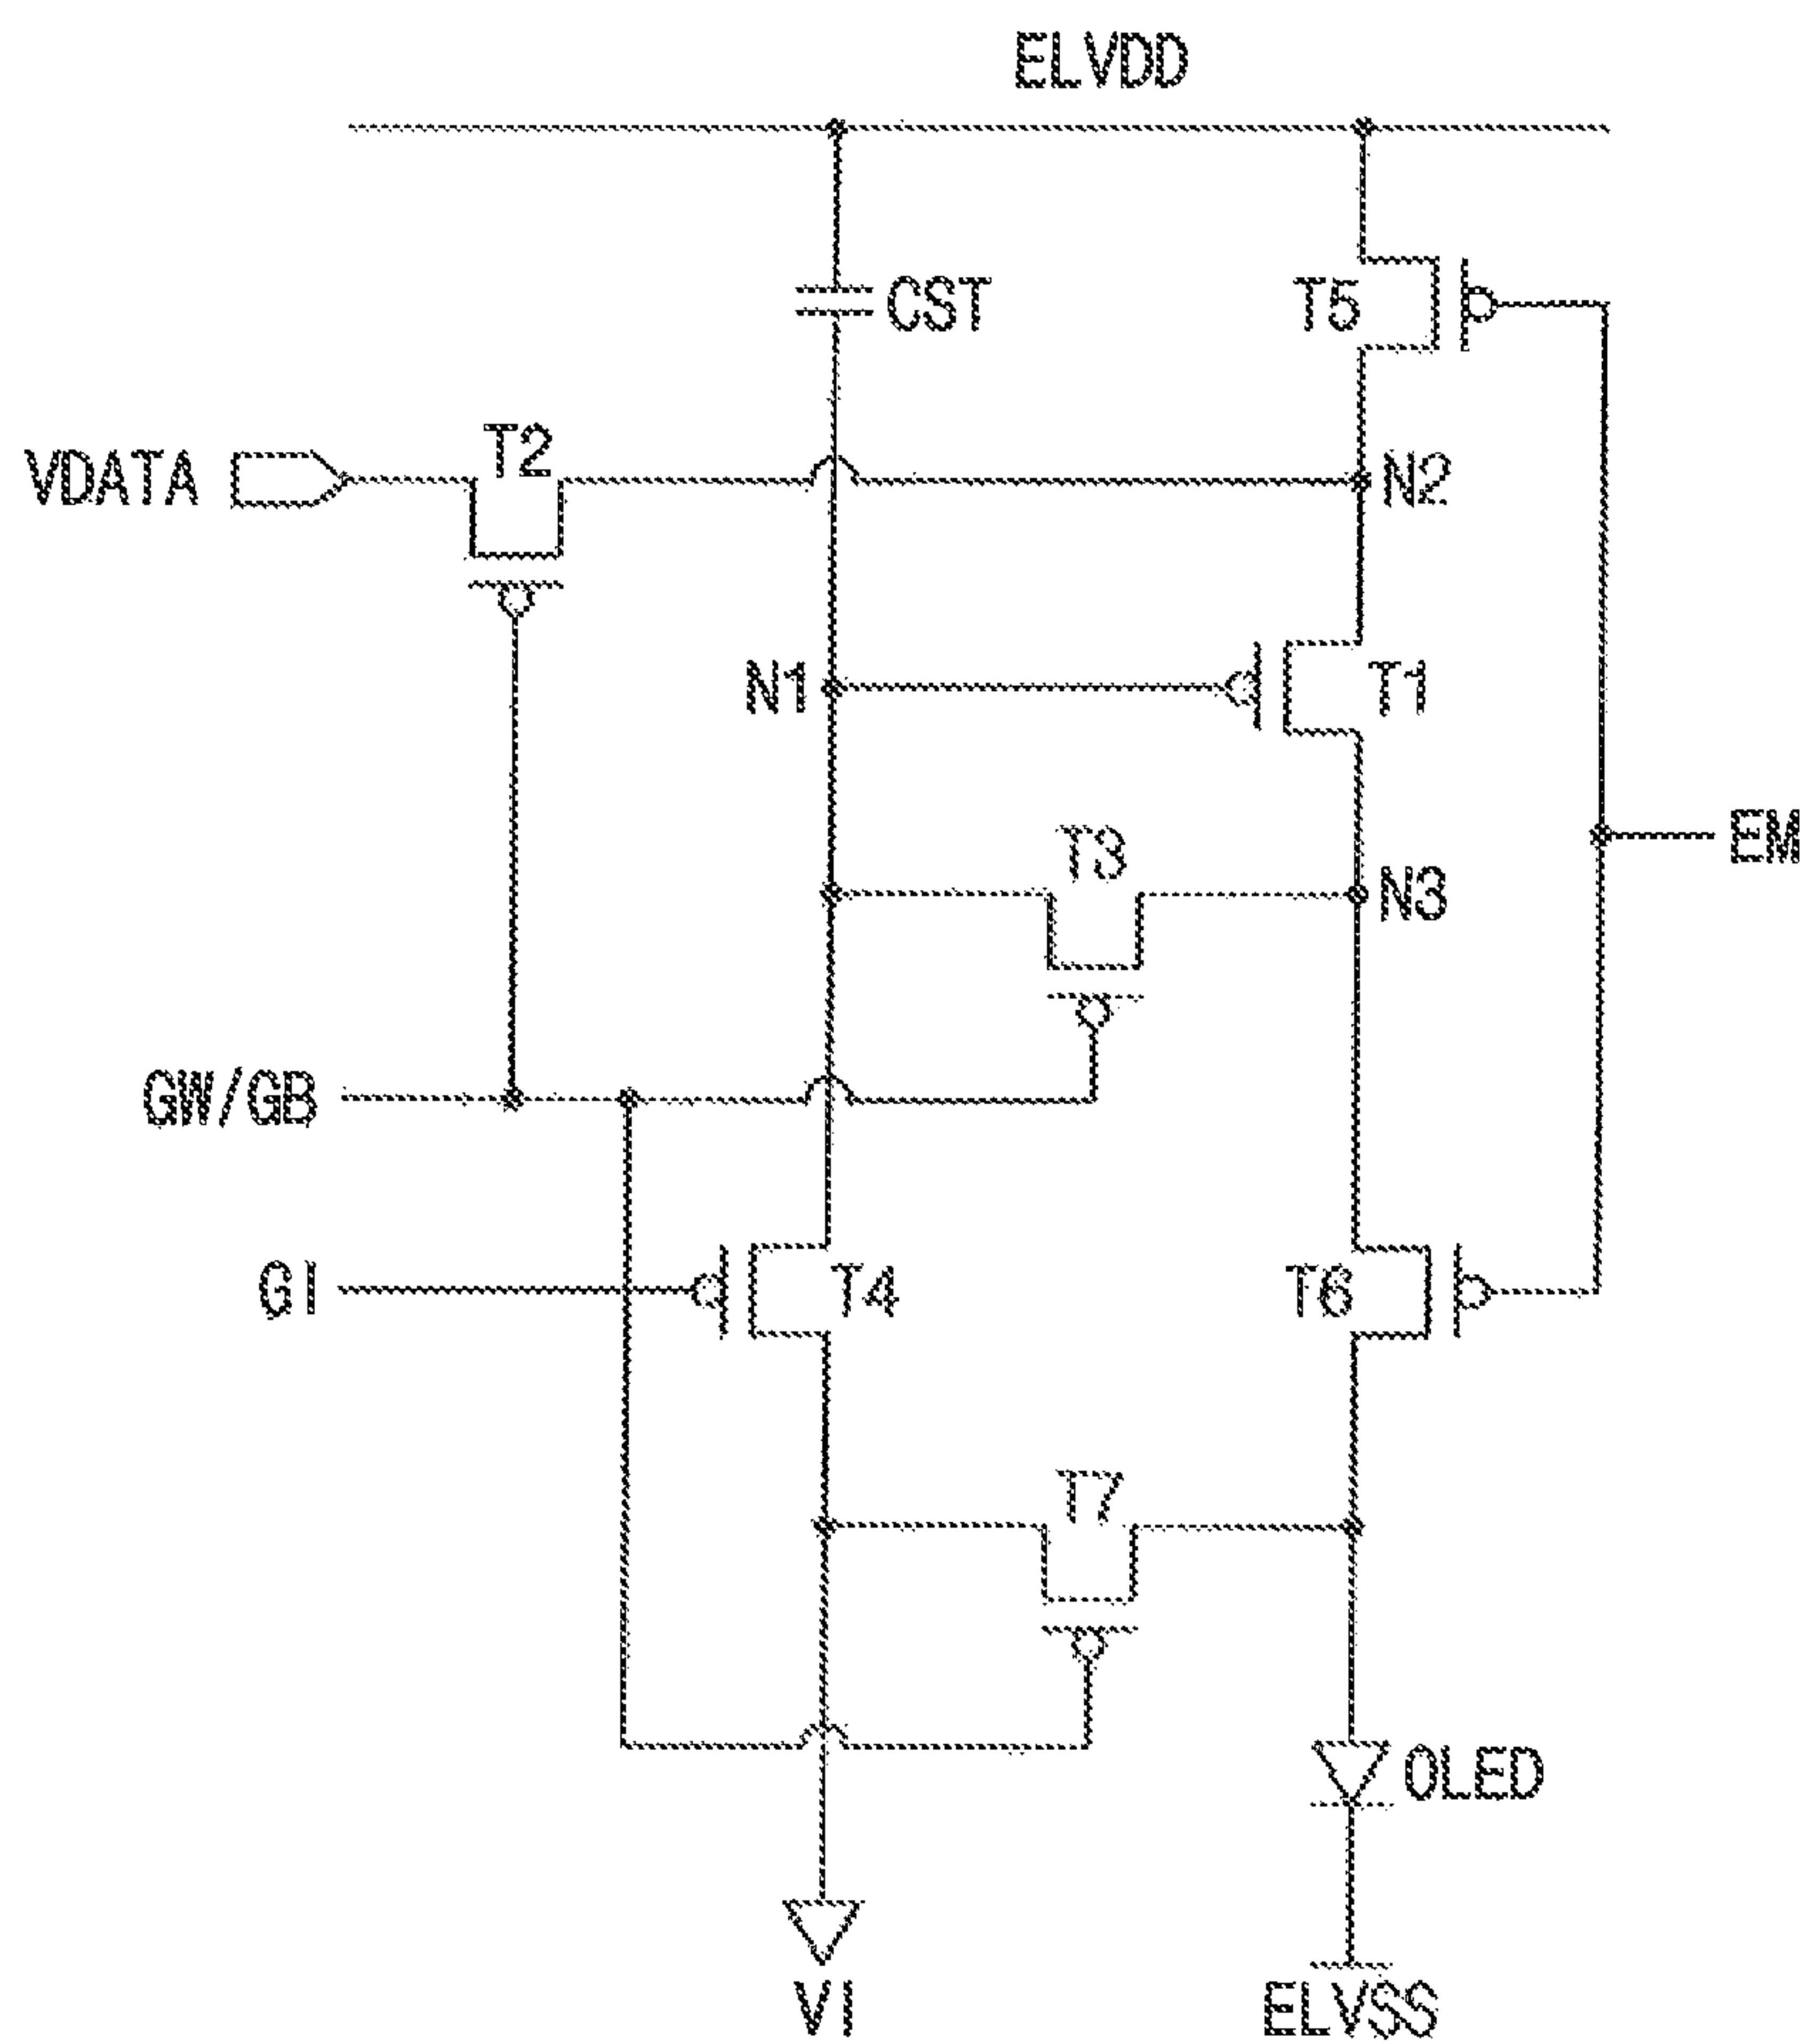 ELVDD
CST
T5
VDATA
T2
N2
N1
T1
T3
EM
N3
GW/GB
GI
T4
T6
T7
OLED
VI
ELVSS